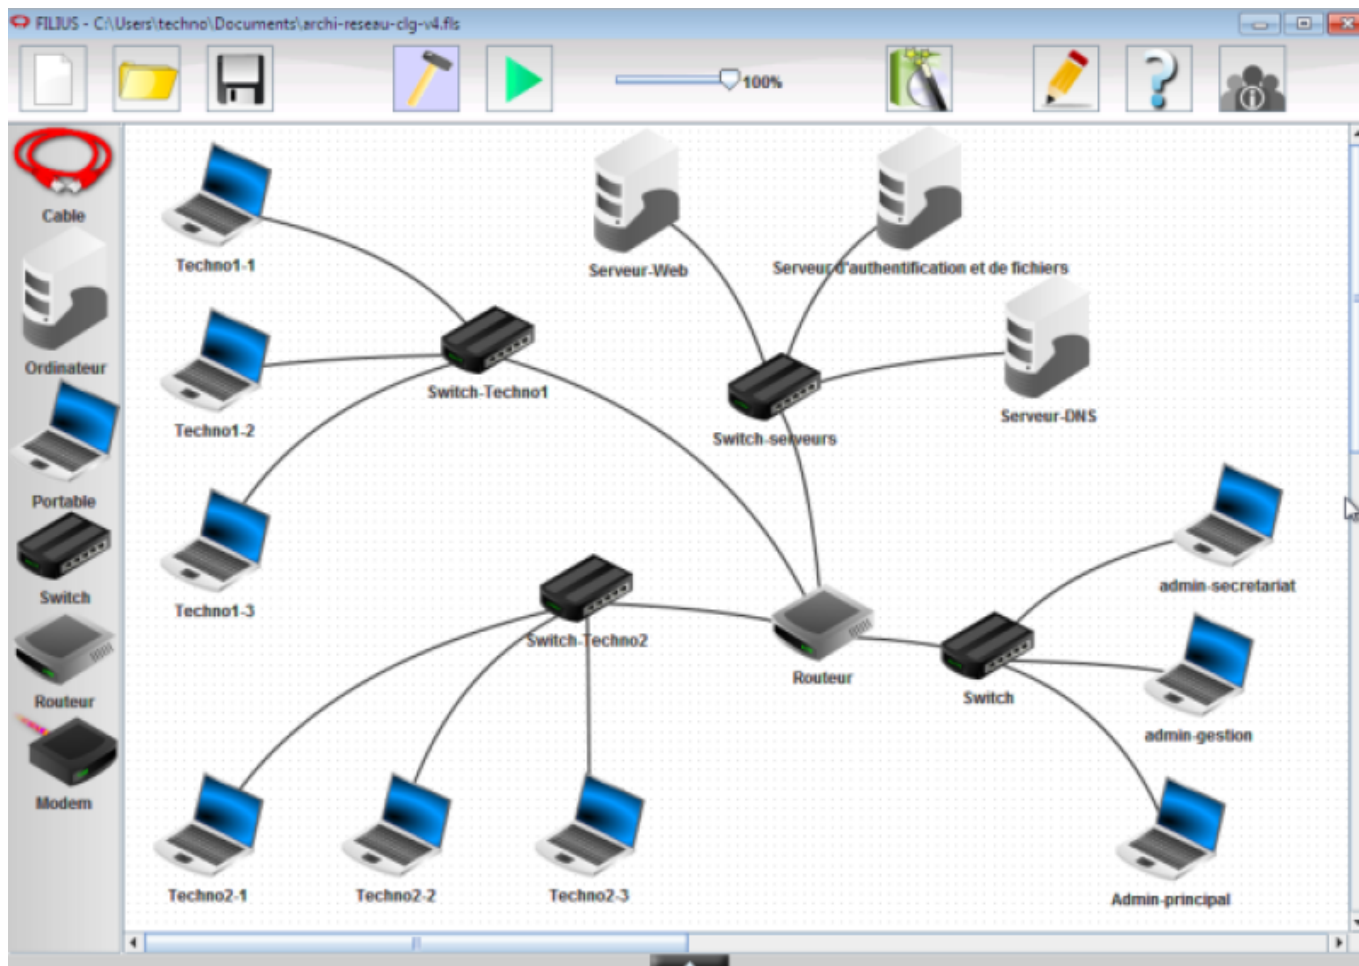 FILIUS - C:\Users\techno\Documents\archi-reseau-clg-v4.fls
100%
Cable
Ordinateur
Portable
Switch
Routeur
Modem
Techno1-1
Serveur-Web
Serveur d'authentification et de fichiers
Techno1-2
Switch-Techno1
Switch-serveurs
Serveur-DNS
Techno1-3
Switch-Techno2
Routeur
Switch
admin-secretariat
admin-gestion
Techno2-1
Techno2-2
Techno2-3
Admin-principal